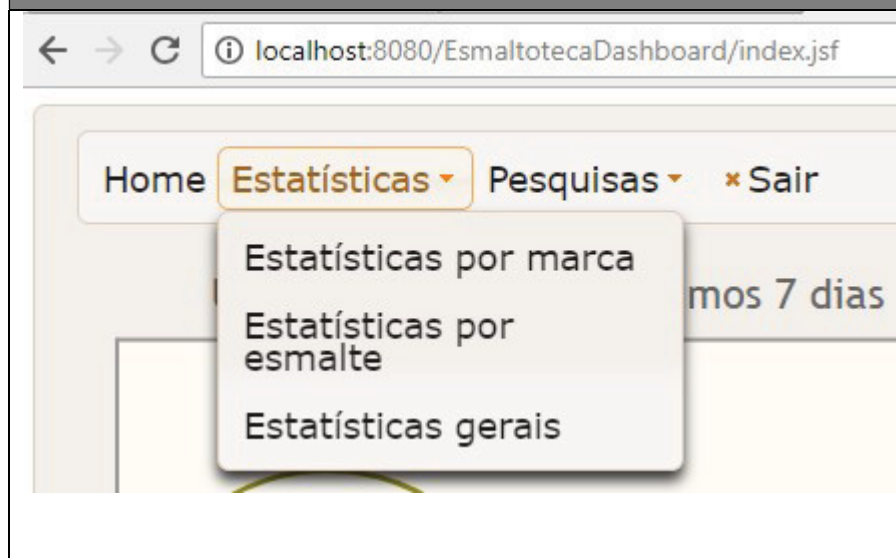 localhost:8080/EsmaltotecaDashboard/index.jsf
Home Estatísticas Pesquisas Sair
Estatísticas por marca
mos 7 dias
Estatísticas por
esmalte
Estatísticas gerais